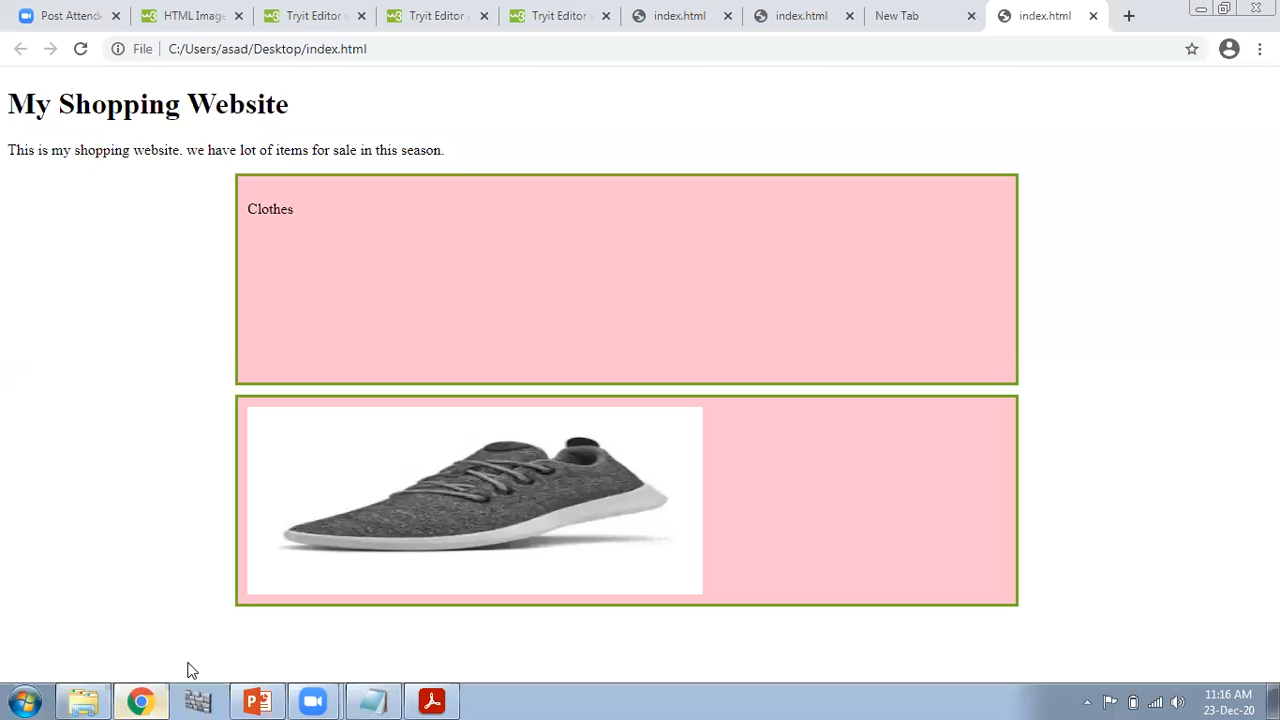 Post Attend
HTML Imag
Tryit Editor
Tryit Editor
Tryit Editor
index.html
index.html
New Tab
index.html
File
C:/Users/asad/Desktop/index.html
My Shopping Website
This is my shopping website. we have lot of items for sale in this season.
Clothes
11:16 AM
23-Dec-20